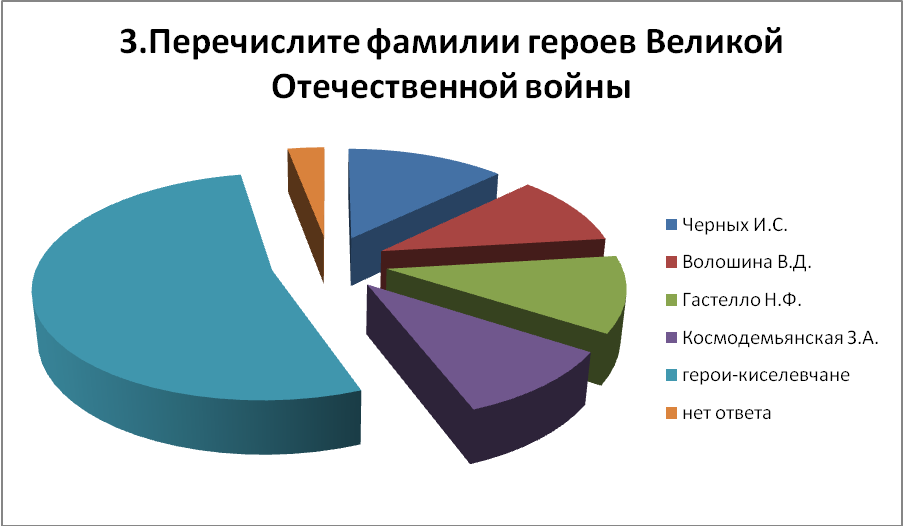 3.Перечислите фамилии героев Великой
Отечественной войны
Черных И.С.
Волошина В.Д.
Гастелло Н.Ф.
Космодемьянская З.А.
герои-киселевчане
нет ответа